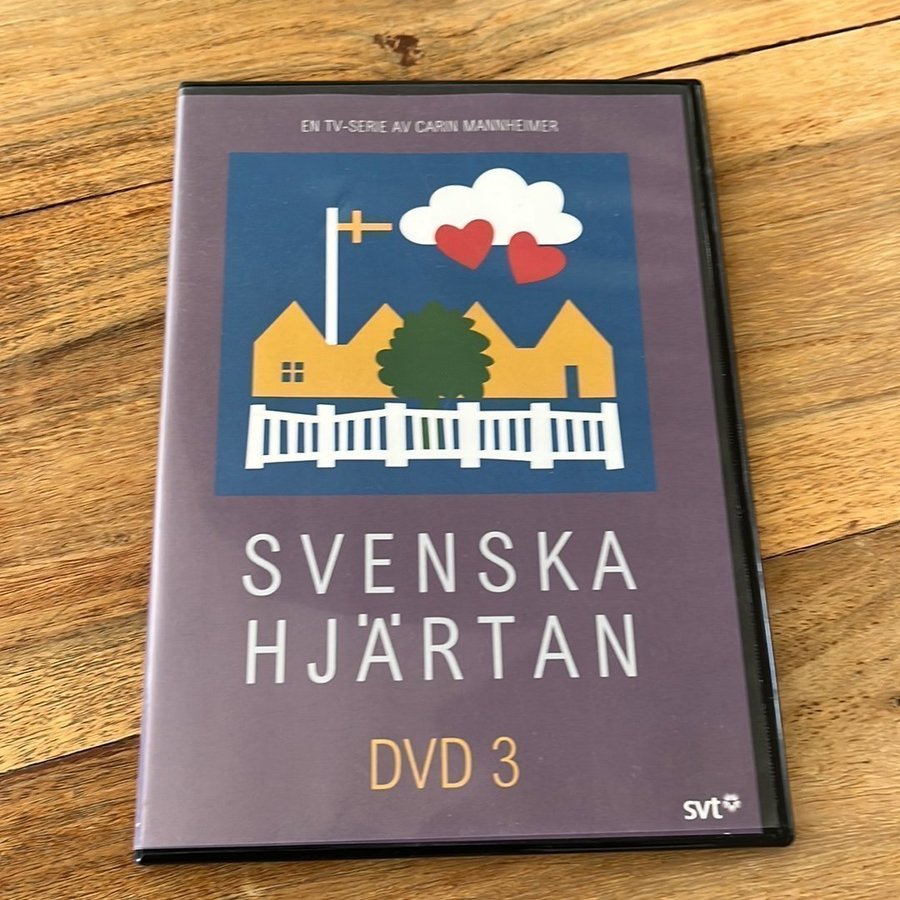 EN TV-SERIE AV CARIN MANNHEIMER
SVENSKA
HJÄRTAN
DVD 3
svt